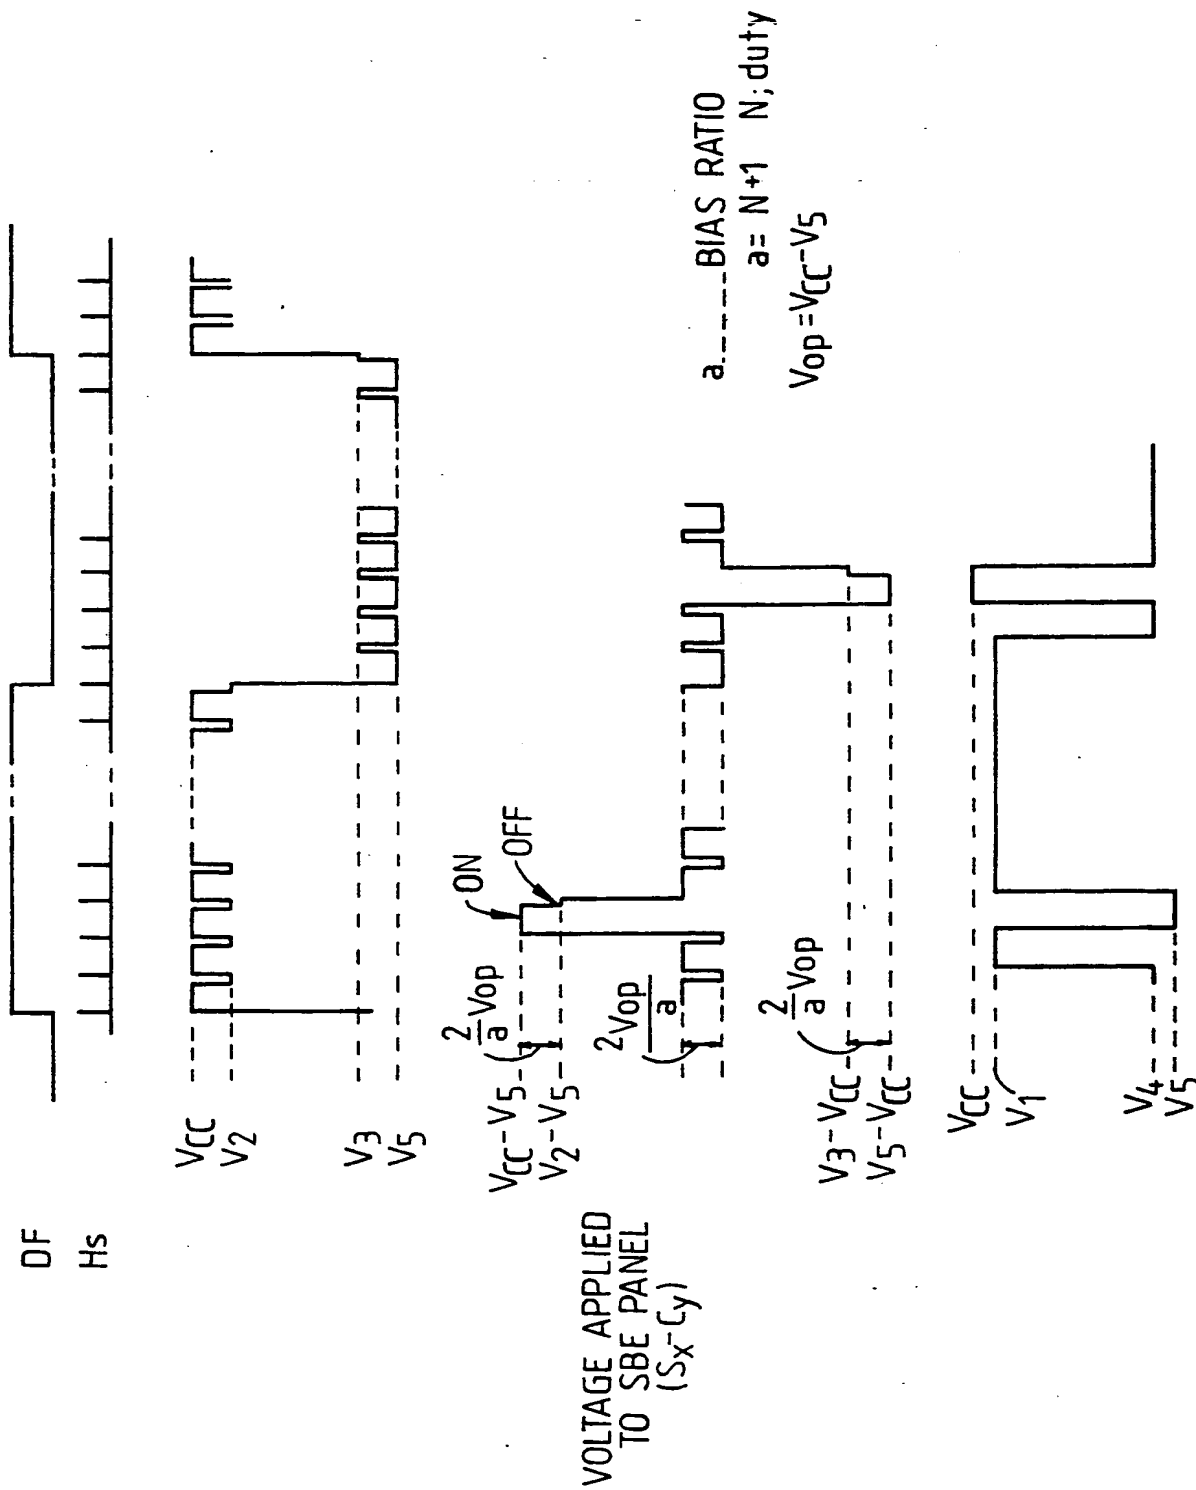 DF
Hs
VCC
V2
V3
V5
VCC-V5
V2-V5
2/a Vop
ON
OFF
VOLTAGE APPLIED
TO SBE PANEL
(Sx-Cy)
2Vop/a
2/a Vop
V3-VCC
V5-VCC
a.----BIAS RATIO
a= N+1 N;duty
Vop=VCC-V5
VCC
V1
V4
V5